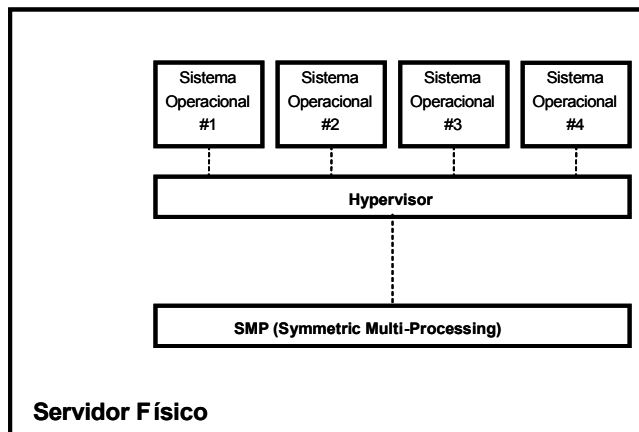 Sistema
Operacional
#1
Sistema
Operacional
#2
Sistema
Operacional
#3
Sistema
Operacional
#4
Hypervisor
SMP (Symmetric Multi-Processing)
Servidor Físico